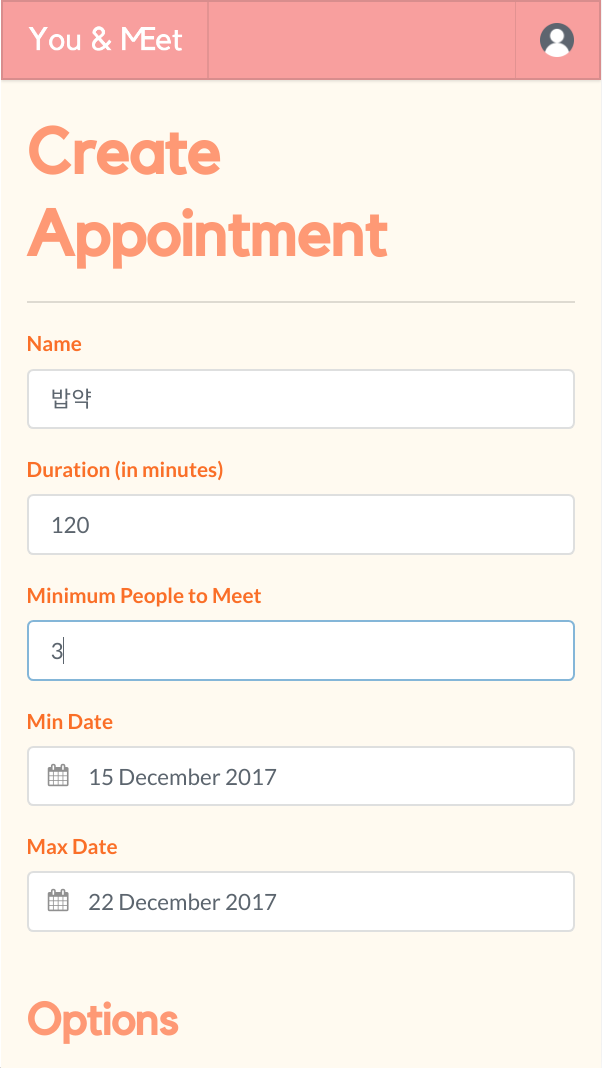 You & MEet
Create
Appointment
Name
밥약
Duration (in minutes)
120
Minimum People to Meet
3
Min Date
15 December 2017
Max Date
22 December 2017
Options